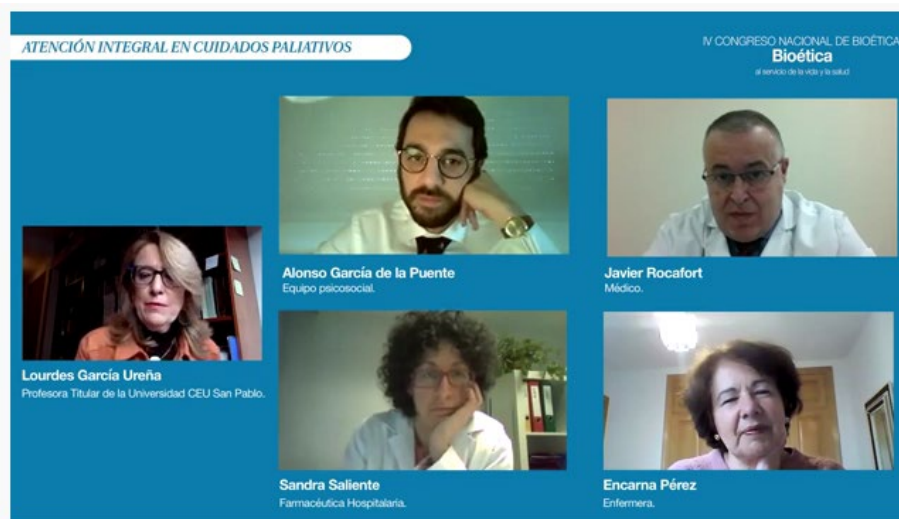 ATENCIÓN INTEGRAL EN CUIDADOS PALIATIVOS
IV CONGRESO NACIONAL DE BIOÉTICA
Bioética
al servicio de la vida y la salud
Alonso García de la Puente
Equipo psicosocial.
Javier Rocafort
Médico.
Lourdes García Ureña
Profesora Titular de la Universidad CEU San Pablo.
Sandra Saliente
Farmacéutica Hospitalaria.
Encarna Pérez
Enfermera.